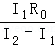 I₁R₀
I₂ − I₁